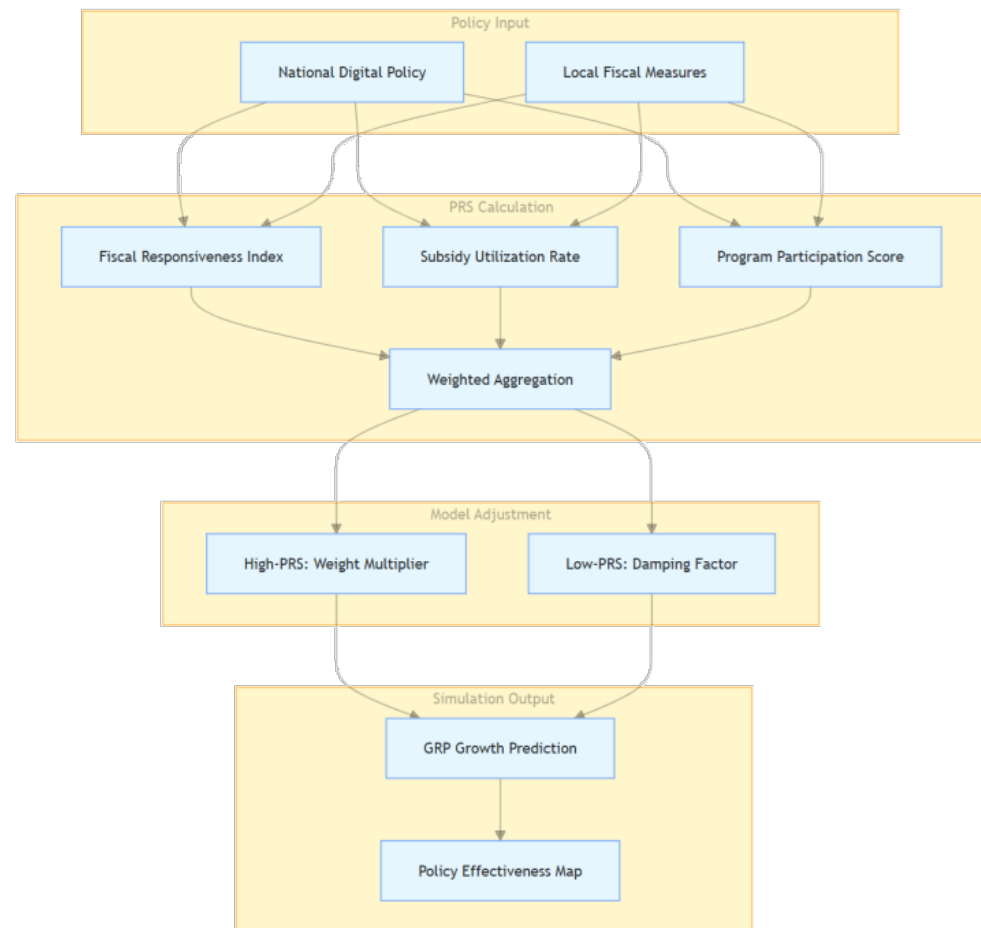 Policy Input
National Digital Policy
Local Fiscal Measures
PRS Calculation
Fiscal Responsiveness Index
Subsidy Utilization Rate
Program Participation Score
Weighted Aggregation
Model Adjustment
High-PRS: Weight Multiplier
Low-PRS: Damping Factor
Simulation Output
GRP Growth Prediction
Policy Effectiveness Map